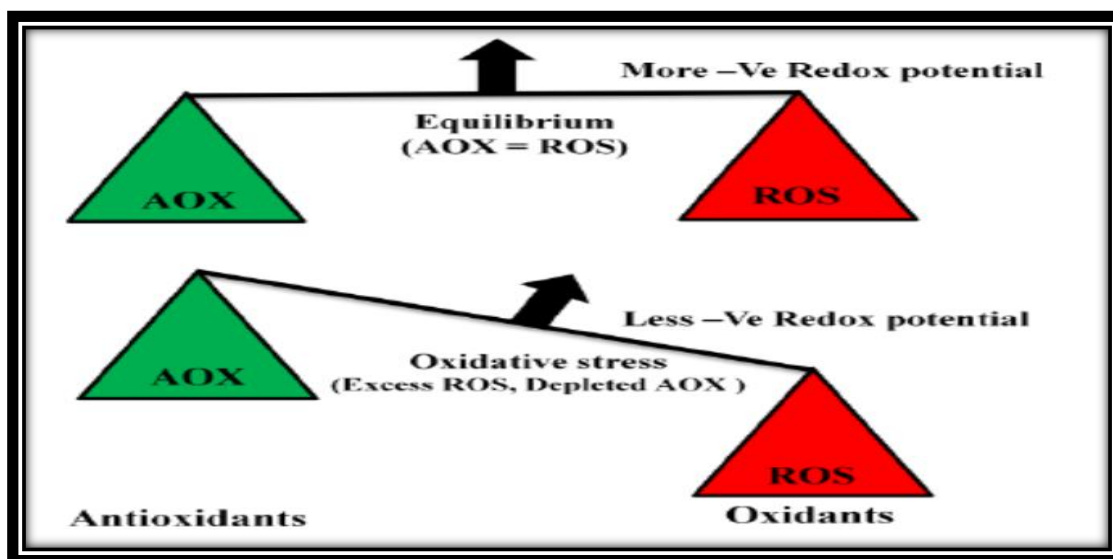 More –Ve Redox potential
Equilibrium
(AOX = ROS)
AOX
ROS
Less –Ve Redox potential
Oxidative stress
(Excess ROS, Depleted AOX )
AOX
ROS
Antioxidants
Oxidants